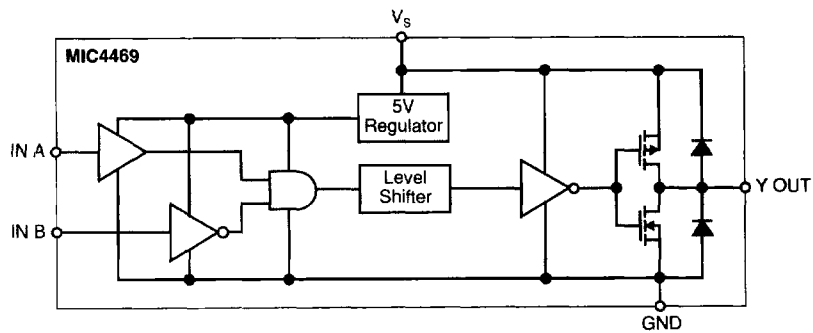 VS
MIC4469
5V
Regulator
IN A
Level
Shifter
Y OUT
IN B
GND